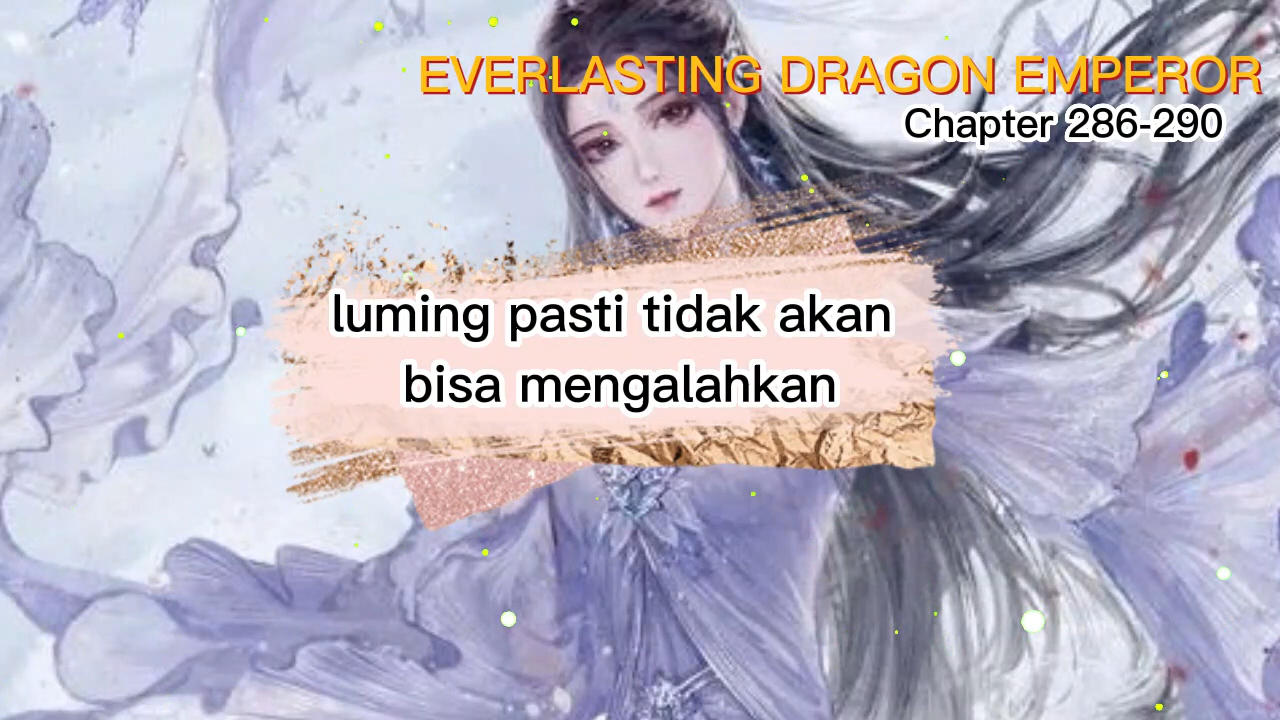 EVERLASTING DRAGON EMPEROR
Chapter 286-290
luming pasti tidak akan
bisa mengalahkan